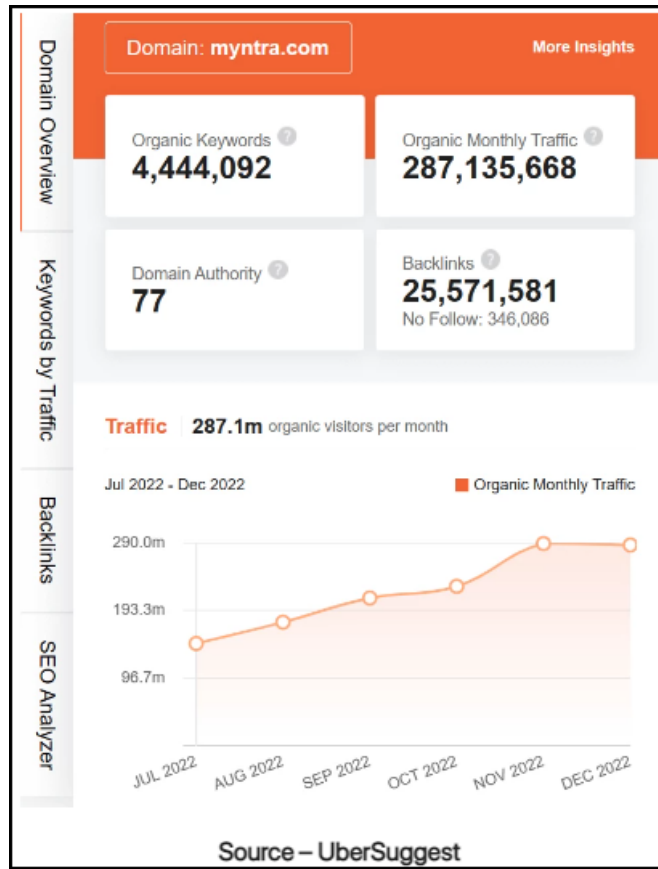 Domain Overview
Keywords by Traffic
Backlinks
SEO Analyzer
Domain: myntra.com
More Insights
Organic Keywords ?
4,444,092
Organic Monthly Traffic ?
287,135,668
Domain Authority ?
77
Backlinks ?
25,571,581
No Follow: 346,086
Traffic 287.1m organic visitors per month
Jul 2022 - Dec 2022
Organic Monthly Traffic
290.0m
193.3m
96.7m
JUL 2022
AUG 2022
SEP 2022
OCT 2022
NOV 2022
DEC 2022
Source – UberSuggest